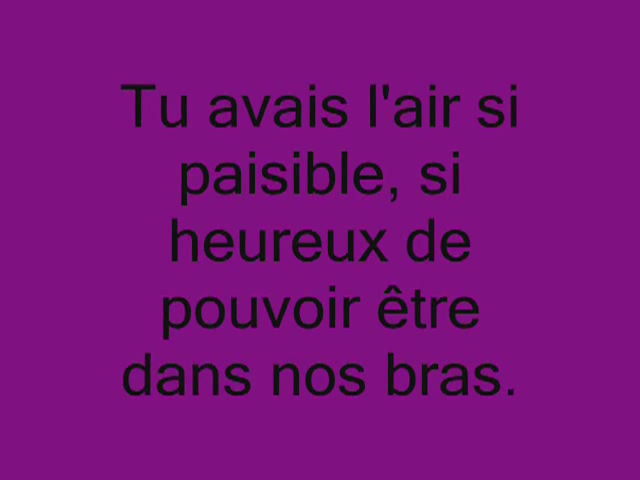 Tu avais l'air si
paisible, si
heureux de
pouvoir être
dans nos bras.